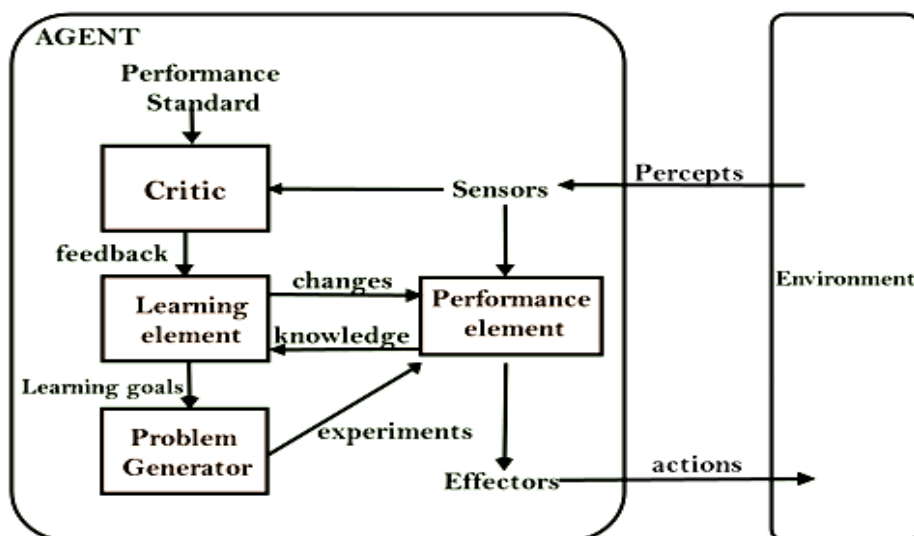 AGENT
Performance
Standard
Critic
Sensors
Percepts
feedback
changes
Learning
element
Performance
element
Environment
knowledge
Learning goals
Problem
Generator
experiments
Effectors
actions